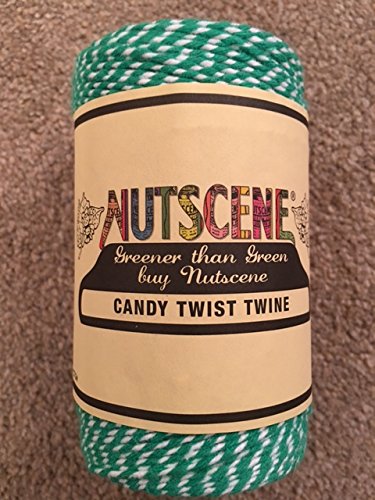 NUTSCENE®
Greener than Green
buy Nutscene
CANDY TWIST TWINE